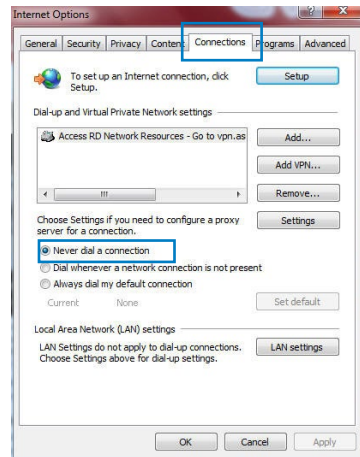 Internet Options
General Security Privacy Content Connections Programs Advanced
To set up an Internet connection, click
Setup.
Setup
Dial-up and Virtual Private Network settings
Access RD Network Resources - Go to vpn.as
Add...
Add VPN...
Remove...
Choose Settings if you need to configure a proxy
server for a connection.
Settings
Never dial a connection
Dial whenever a network connection is not present
Always dial my default connection
Current None
Set default
Local Area Network (LAN) settings
LAN Settings do not apply to dial-up connections.
Choose Settings above for dial-up settings.
LAN settings
OK Cancel Apply